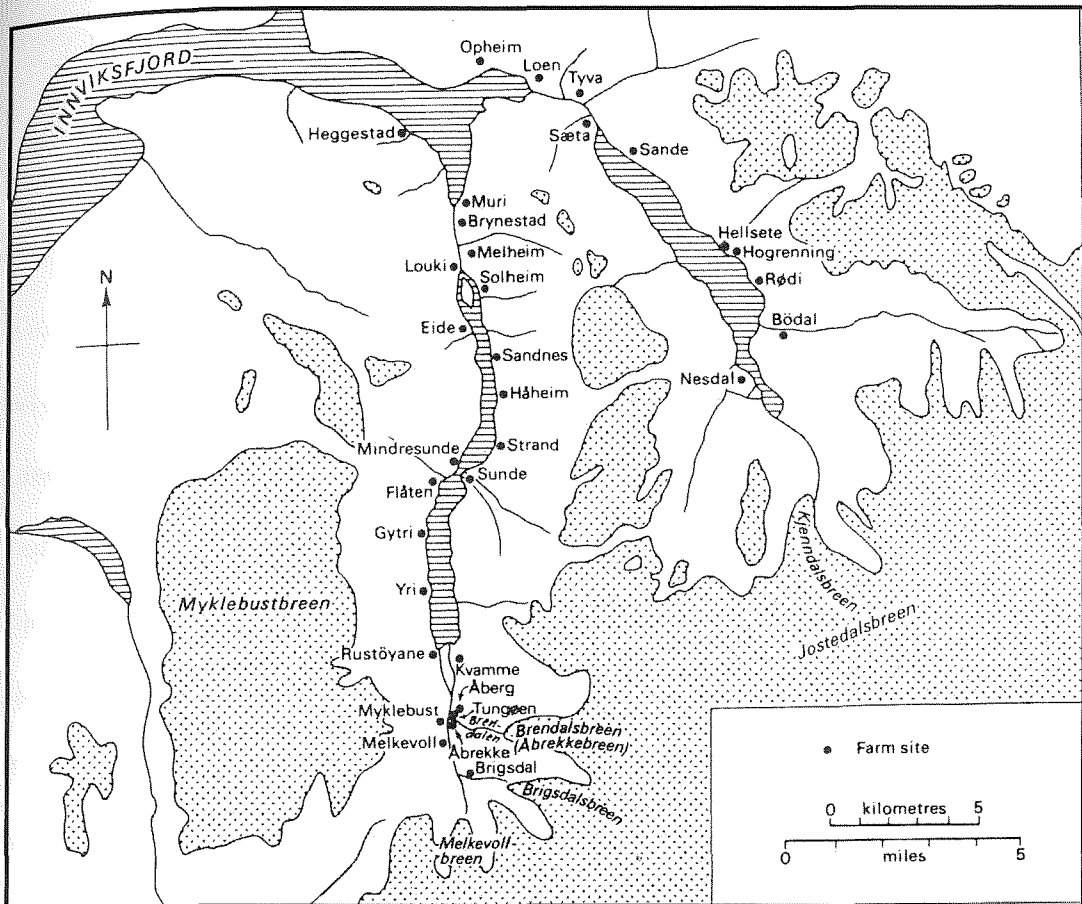 INNVIKSFJORD
Opheim
Loen
Tyva
Heggestad
Sæta
Sande
Muri
Brynestad
Melheim
Louki
Solheim
Hellsete
Hogrenning
Rødi
N
Eide
Bödal
Sandnes
Nesdal
Håheim
Mindresunde
Strand
Flåten
Sunde
Gytri
Kjenndalsbreen
Yri
Myklebustbreen
Jostedalsbreen
Rustöyane
Kvamme
Åberg
Myklebust
Tungøen
Bren-
dalen
Brendalsbreen
(Åbrekkebreen)
Melkevoll
Åbrekke
Brigsdal
Brigsdalsbreen
Melkevoll-
breen
Farm site
0 kilometres 5
0 miles 5